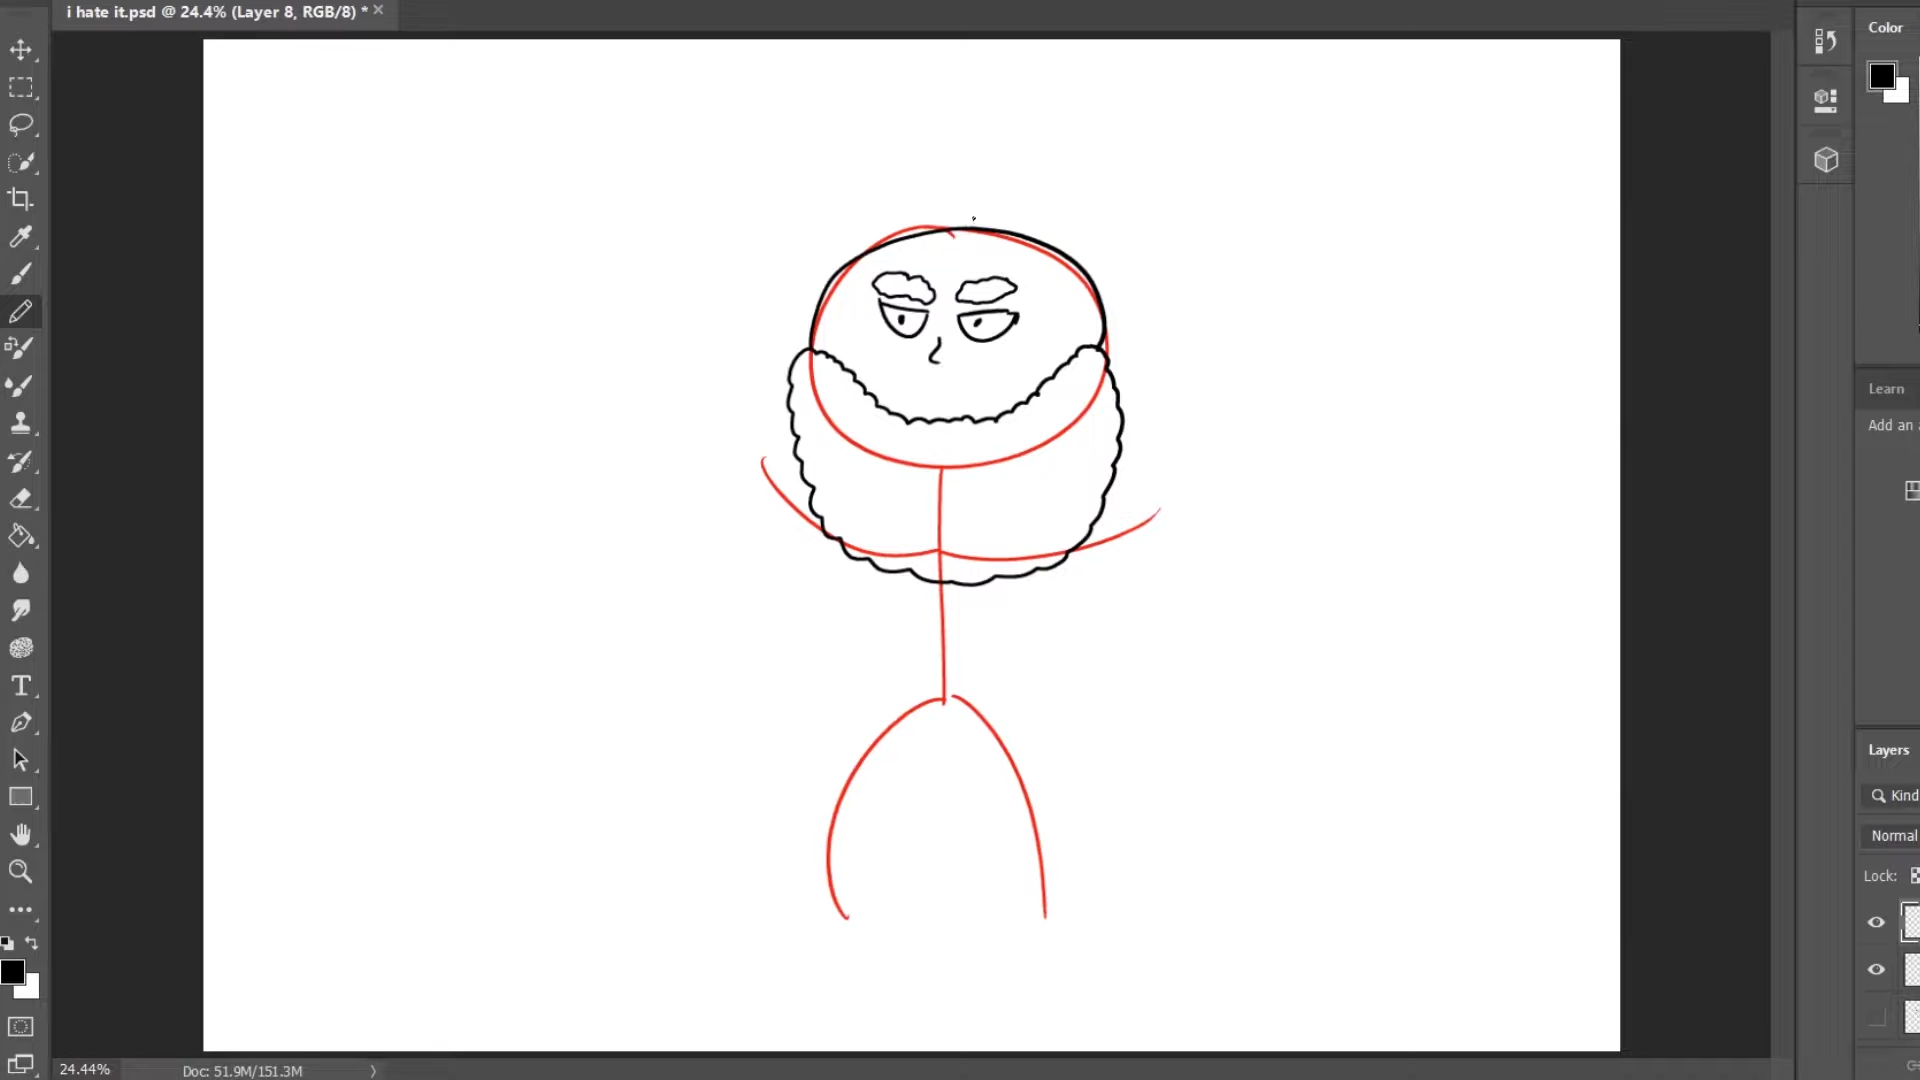 i hate it.psd @ 24.4% (Layer 8, RGB/8) *
Color
Learn
Add an
Layers
Kind
Normal
Lock:
24.44%
Doc: 51.9M/151.3M